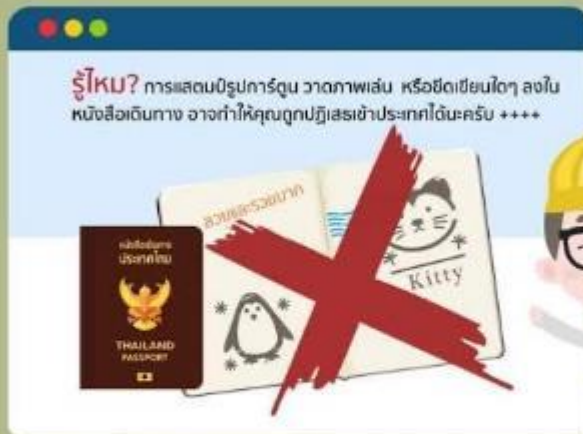 รู้ไหม? การแสตมป์รูปการ์ตูน วาดภาพเล่น หรือขีดเขียนใดๆ ลงใน
หนังสือเดินทาง อาจทำให้คุณถูกปฏิเสธเข้าประเทศได้นะครับ ++++
สวยและรวยมาก
Kitty
หนังสือเดินทาง
ประเทศไทย
THAILAND
PASSPORT